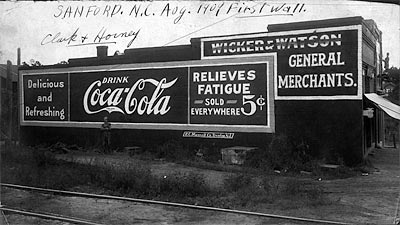 SANFORD. N.C. Aug. 1907 First Wall.
Clark & Horney
WICKER & WATSON
GENERAL
MERCHANTS.
Delicious
and
Refreshing
DRINK
Coca-Cola
RELIEVES
FATIGUE
SOLD
EVERYWHERE 5¢